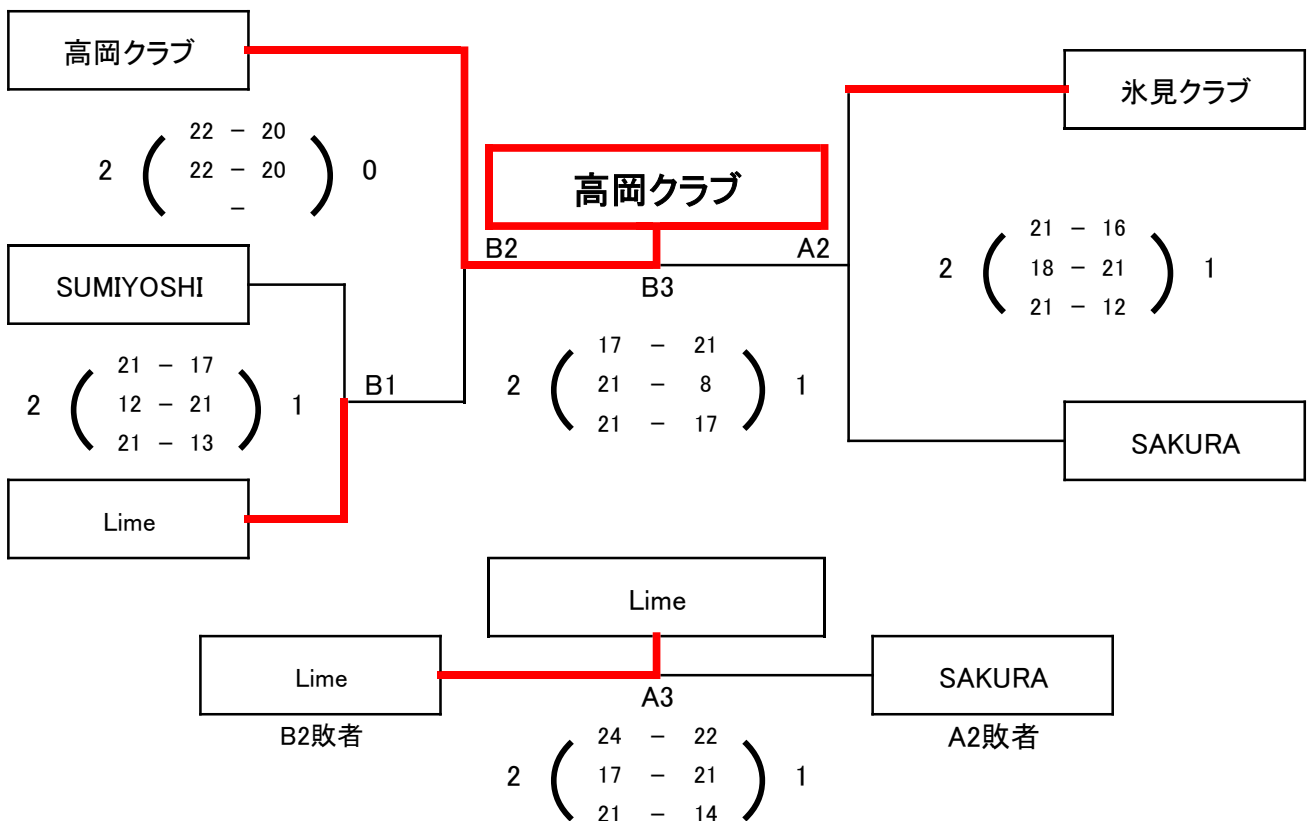 高岡クラブ
氷見クラブ
22 － 20
2 ( 22 － 20 ) 0
－
高岡クラブ
B2
A2
B3
21 － 16
2 ( 18 － 21 ) 1
21 － 12
SUMIYOSHI
21 － 17
2 ( 12 － 21 ) 1
21 － 13
B1
17 － 21
2 ( 21 － 8 ) 1
21 － 17
SAKURA
Lime
Lime
Lime
SAKURA
A3
B2敗者
A2敗者
24 － 22
2 ( 17 － 21 ) 1
21 － 14